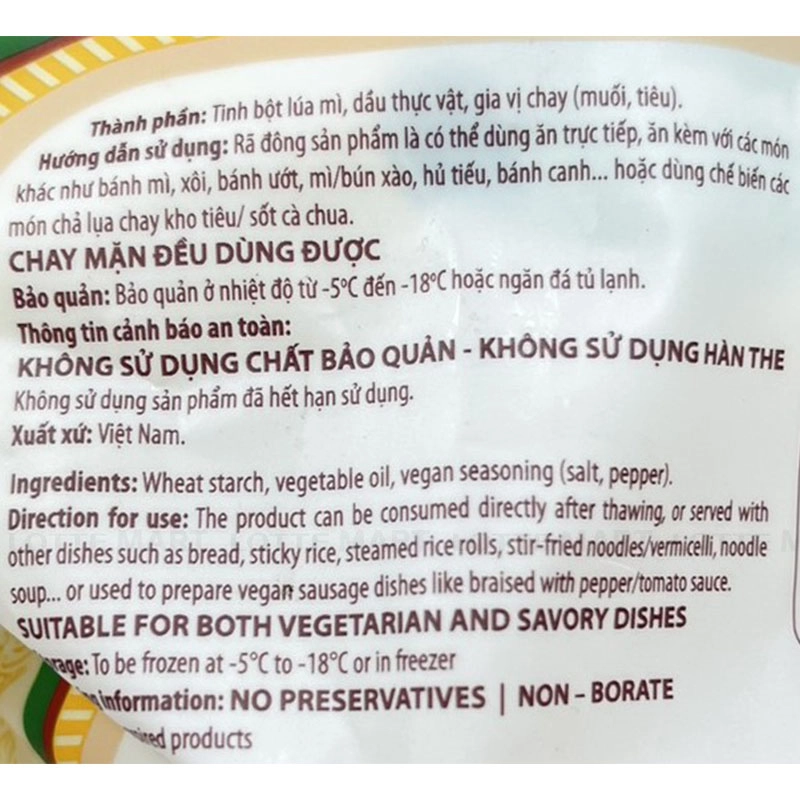 Thành phần: Tinh bột lúa mì, dầu thực vật, gia vị chay (muối, tiêu).
Hướng dẫn sử dụng: Rã đông sản phẩm là có thể dùng ăn trực tiếp, ăn kèm với các món
khác như bánh mì, xôi, bánh ướt, mì/bún xào, hủ tiếu, bánh canh... hoặc dùng chế biến các
món chả lụa chay kho tiêu/ sốt cà chua.
CHAY MẶN ĐỀU DÙNG ĐƯỢC
Bảo quản: Bảo quản ở nhiệt độ từ -5ºC đến -18ºC hoặc ngăn đá tủ lạnh.
Thông tin cảnh báo an toàn:
KHÔNG SỬ DỤNG CHẤT BẢO QUẢN - KHÔNG SỬ DỤNG HÀN THE
Không sử dụng sản phẩm đã hết hạn sử dụng.
Xuất xứ: Việt Nam.
Ingredients: Wheat starch, vegetable oil, vegan seasoning (salt, pepper).
Direction for use: The product can be consumed directly after thawing, or served with
LOTTE MART LOTTE MART
other dishes such as bread, sticky rice, steamed rice rolls, stir-fried noodles/vermicelli, noodle
soup... or used to prepare vegan sausage dishes like braised with pepper/tomato sauce.
SUITABLE FOR BOTH VEGETARIAN AND SAVORY DISHES
To be frozen at -5°C to -18°C or in freezer
information: NO PRESERVATIVES | NON - BORATE
products